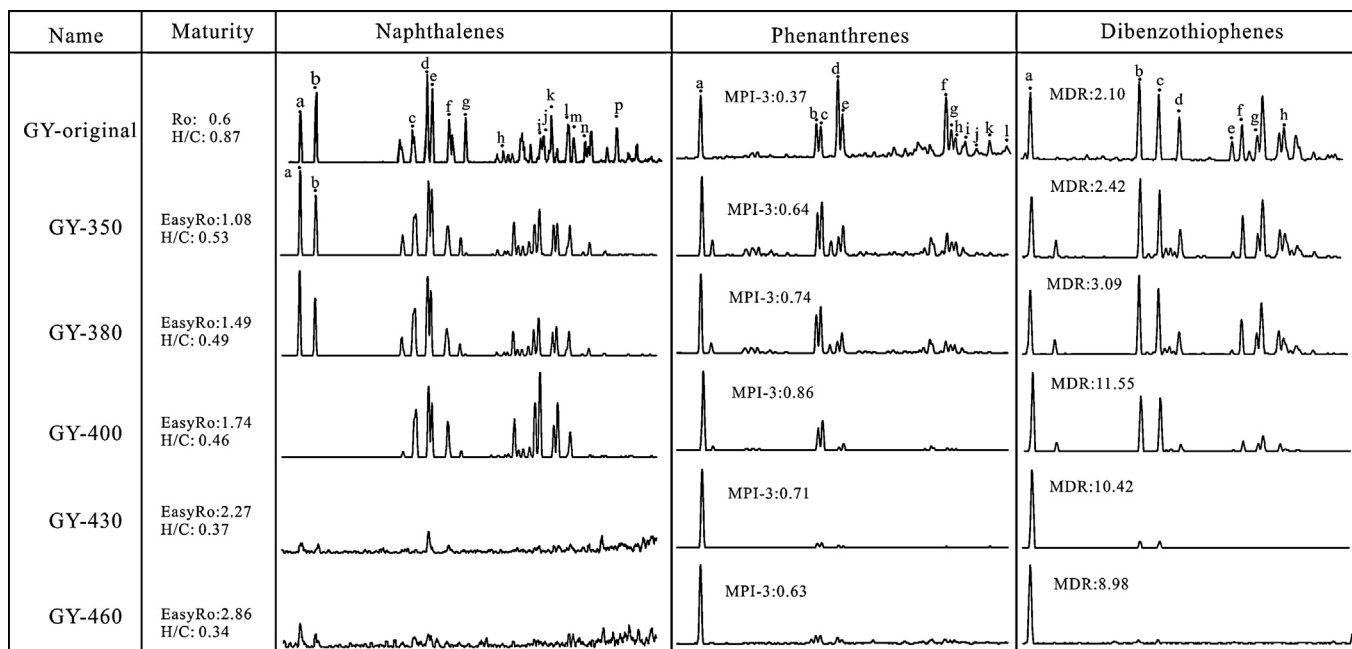 Name Maturity Naphthalenes Phenanthrenes Dibenzothiophenes
GY-original
Ro: 0.6
H/C: 0.87
a b c d e f g h i j k l m n p
MPI-3:0.37
a b c d e f g h i j k l
MDR:2.10
a b c d e f g h
GY-350
EasyRo:1.08
H/C: 0.53
a b
MPI-3:0.64
MDR:2.42
GY-380
EasyRo:1.49
H/C: 0.49
MPI-3:0.74
MDR:3.09
GY-400
EasyRo:1.74
H/C: 0.46
MPI-3:0.86
MDR:11.55
GY-430
EasyRo:2.27
H/C: 0.37
MPI-3:0.71
MDR:10.42
GY-460
EasyRo:2.86
H/C: 0.34
MPI-3:0.63
MDR:8.98